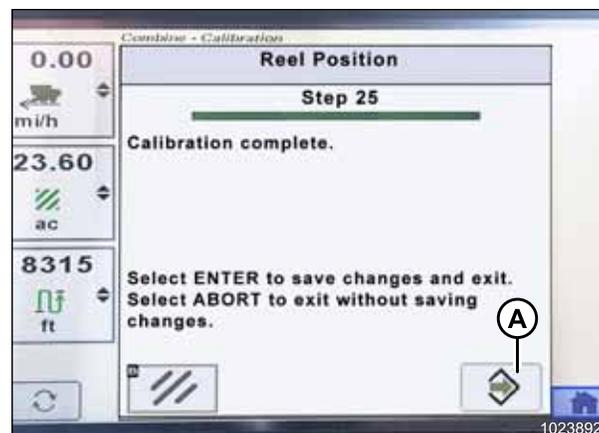 Combine - Calibration
0.00
mi/h
Reel Position
Step 25
Calibration complete.
23.60
ac
8315
ft
Select ENTER to save changes and exit.
Select ABORT to exit without saving
changes.
A
1023892